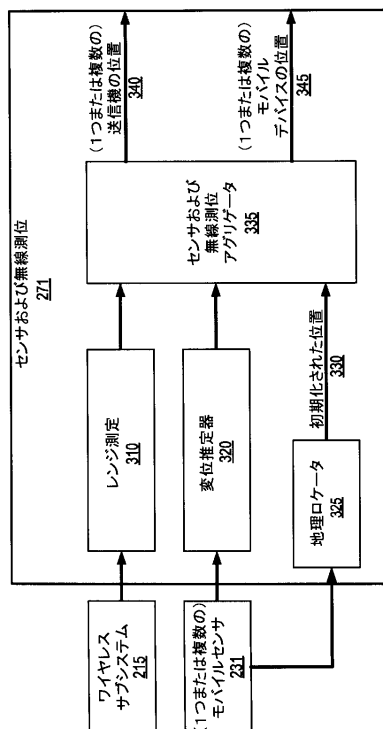 センサおよび無線測位
271
ワイヤレス
サブシステム
215
(1つまたは複数の)
モバイルセンサ
231
レンジ測定
310
変位推定器
320
地理ロケータ
325
初期化された位置
330
センサおよび
無線測位
アグリゲータ
335
(1つまたは複数の)
送信機の位置
340
(1つまたは複数の)
モバイル
デバイスの位置
345